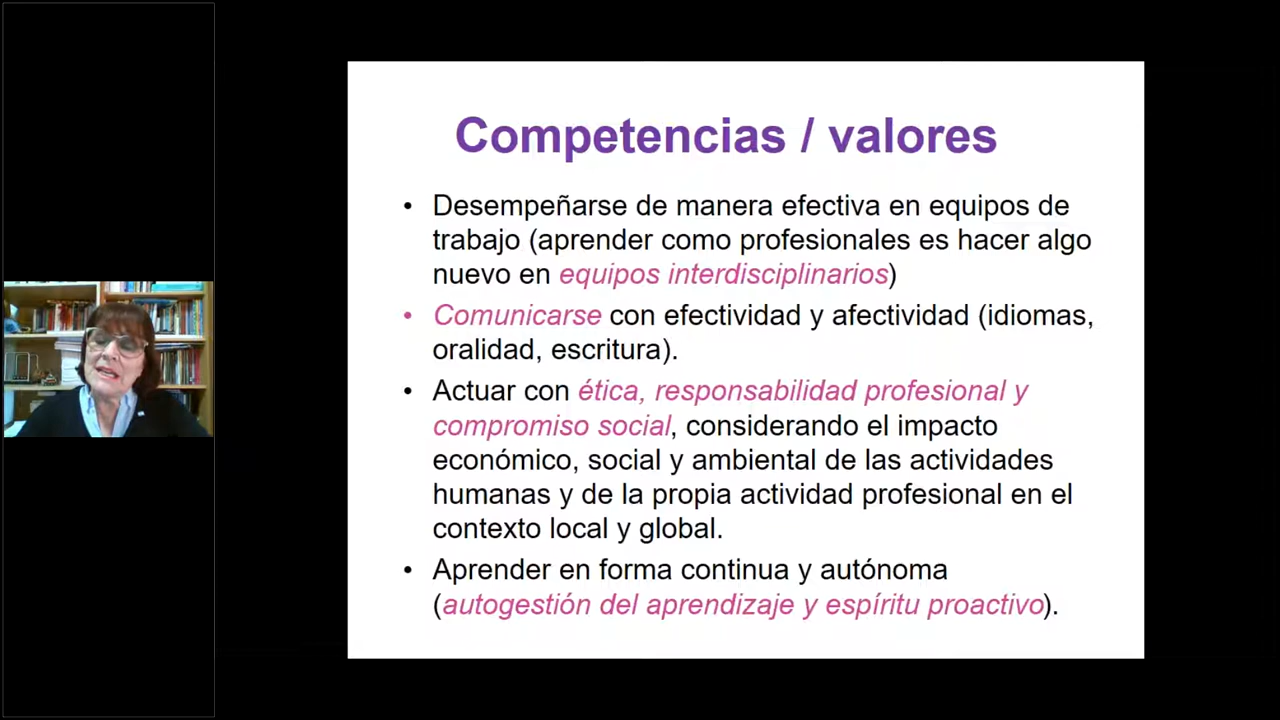 Competencias / valores
• Desempeñarse de manera efectiva en equipos de
trabajo (aprender como profesionales es hacer algo
nuevo en equipos interdisciplinarios)
• Comunicarse con efectividad y afectividad (idiomas,
oralidad, escritura).
• Actuar con ética, responsabilidad profesional y
compromiso social, considerando el impacto
económico, social y ambiental de las actividades
humanas y de la propia actividad profesional en el
contexto local y global.
• Aprender en forma continua y autónoma
(autogestión del aprendizaje y espíritu proactivo).